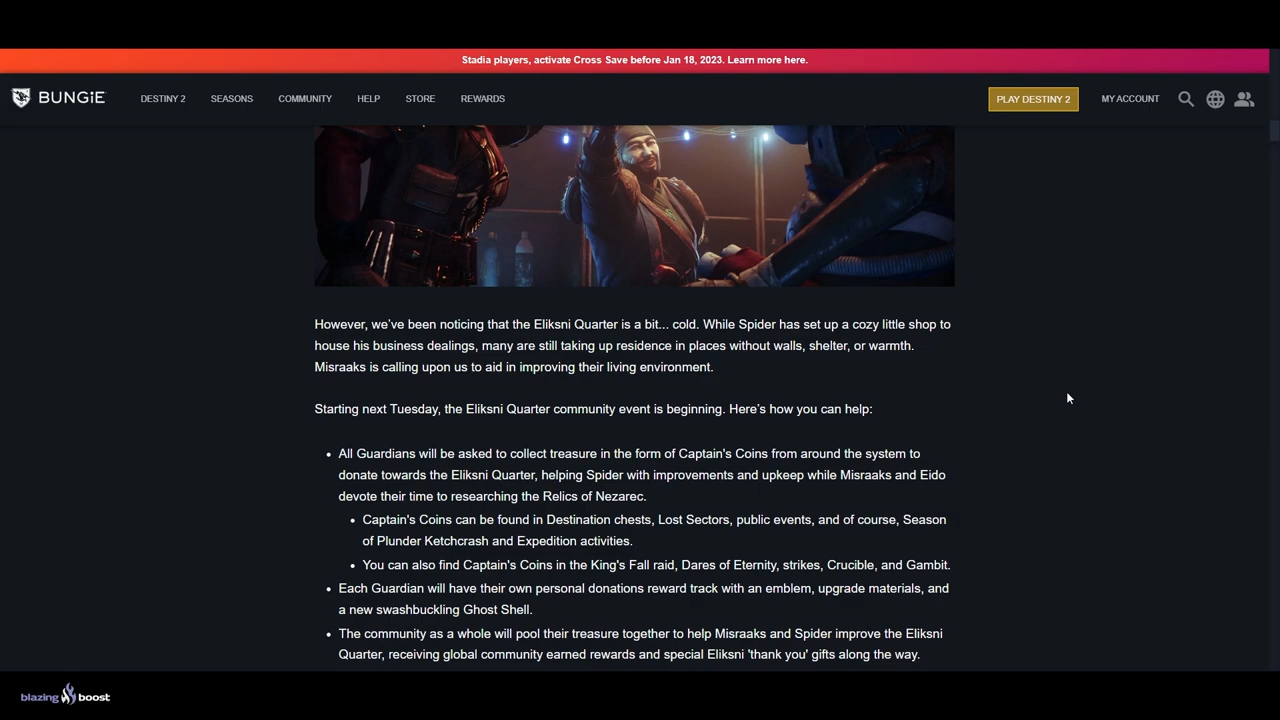 Stadia players, activate Cross Save before Jan 18, 2023. Learn more here.
BUNGiE
DESTINY 2
SEASONS
COMMUNITY
HELP
STORE
REWARDS
PLAY DESTINY 2
MY ACCOUNT
However, we've been noticing that the Eliksni Quarter is a bit... cold. While Spider has set up a cozy little shop to
house his business dealings, many are still taking up residence in places without walls, shelter, or warmth.
Misraaks is calling upon us to aid in improving their living environment.
Starting next Tuesday, the Eliksni Quarter community event is beginning. Here's how you can help:
• All Guardians will be asked to collect treasure in the form of Captain's Coins from around the system to
donate towards the Eliksni Quarter, helping Spider with improvements and upkeep while Misraaks and Eido
devote their time to researching the Relics of Nezarec.
• Captain's Coins can be found in Destination chests, Lost Sectors, public events, and of course, Season
of Plunder Ketchcrash and Expedition activities.
• You can also find Captain's Coins in the King's Fall raid, Dares of Eternity, strikes, Crucible, and Gambit.
• Each Guardian will have their own personal donations reward track with an emblem, upgrade materials, and
a new swashbuckling Ghost Shell.
• The community as a whole will pool their treasure together to help Misraaks and Spider improve the Eliksni
Quarter, receiving global community earned rewards and special Eliksni 'thank you' gifts along the way.
blazing boost